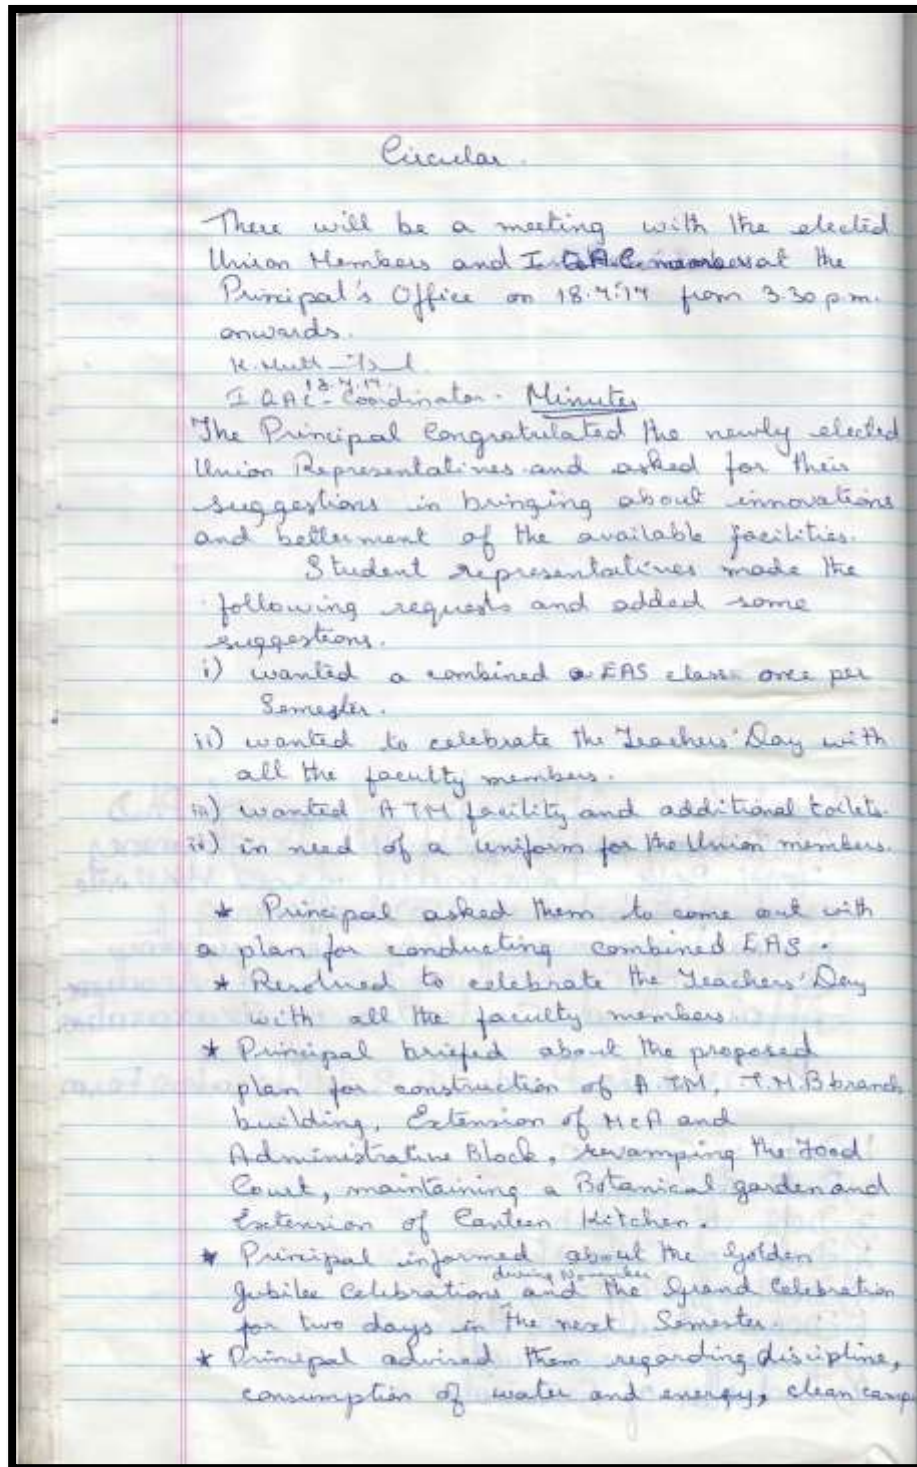 Circular.
There will be a meeting with the elected
Union Members and IQAC members at the
Principal's Office on 18.7.17 from 3.30 p.m.
onwards.
K.
18.7.17
IQAC - Coordinator. Minutes
The Principal Congratulated the newly elected
Union Representatives and asked for their
suggestions in bringing about innovations
and betterment of the available facilities.
Student representatives made the
following requests and added some
suggestions.
i) wanted a combined EAS class once per
Semester.
ii) wanted to celebrate the Teachers' Day with
all the faculty members.
iii) wanted ATM facility and additional toilets.
iv) in need of a uniform for the Union members.
* Principal asked them to come out with
a plan for conducting combined EAS.
* Resolved to celebrate the Teachers' Day
with all the faculty members.
* Principal briefed about the proposed
plan for construction of A.T.M, T.M.B branch
building, Extension of MCA and
Administrative Block, revamping the Food
Court, maintaining a Botanical garden and
Extension of Canteen Kitchen.
* Principal informed about the Golden
Jubilee Celebrations during November and the Grand Celebration
for two days in the next Semester.
* Principal advised them regarding discipline,
consumption of water and energy, clean camp